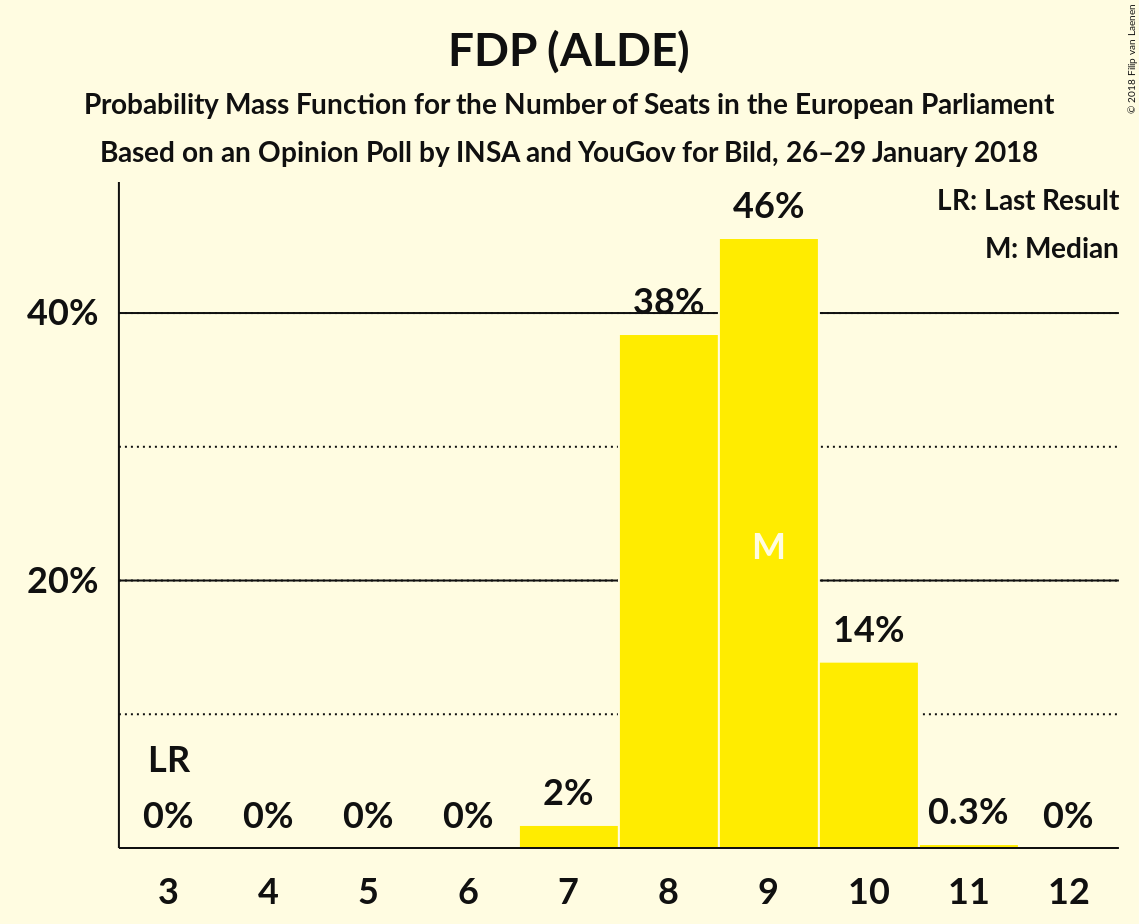 FDP (ALDE)
Probability Mass Function for the Number of Seats in the European Parliament
Based on an Opinion Poll by INSA and YouGov for Bild, 26–29 January 2018
© 2018 Filip van Laenen
LR: Last Result
M: Median
40%
20%
LR
0%
0%
0%
0%
2%
38%
46%
M
14%
0.3%
0%
3
4
5
6
7
8
9
10
11
12